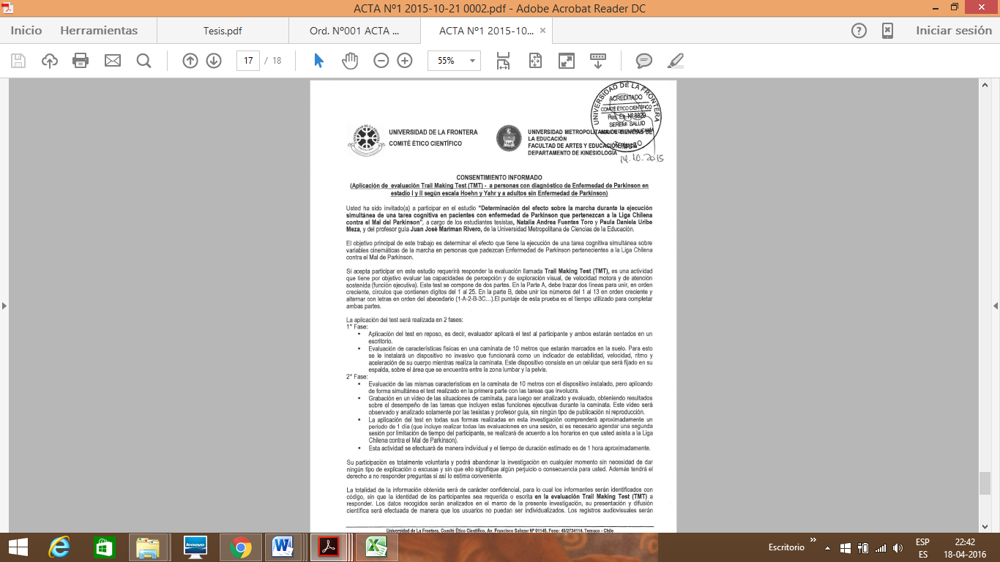 ACTA Nº1 2015-10-21 0002.pdf - Adobe Acrobat Reader DC
Inicio Herramientas Tesis.pdf Ord. Nº001 ACTA ... ACTA Nº1 2015-10... Iniciar sesión
17 / 18 55%
UNIVERSIDAD DE LA FRONTERA
ACREDITADO
COMITÉ ÉTICO CIENTÍFICO
Res. Ex. Nº 8829
SEREMI SALUD
TEMUCO
14.10.2015
UNIVERSIDAD DE LA FRONTERA
COMITÉ ÉTICO CIENTÍFICO
UNIVERSIDAD METROPOLITANA DE CIENCIAS DE
LA EDUCACIÓN
FACULTAD DE ARTES Y EDUCACIÓN FÍSICA
DEPARTAMENTO DE KINESIOLOGÍA
CONSENTIMIENTO INFORMADO
(Aplicación de evaluación Trail Making Test (TMT) - a personas con diagnóstico de Enfermedad de Parkinson en
estadio I y II según escala Hoehn y Yahr y a adultos sin Enfermedad de Parkinson)
Usted ha sido invitado(a) a participar en el estudio "Determinación del efecto sobre la marcha durante la ejecución
simultánea de una tarea cognitiva en pacientes con enfermedad de Parkinson que pertenezcan a la Liga Chilena
contra el Mal del Parkinson", a cargo de los estudiantes tesistas, Natalia Andrea Fuentes Toro y Paula Daniela Uribe
Meza, y del profesor guía Juan José Mariman Rivero, de la Universidad Metropolitana de Ciencias de la Educación.
El objetivo principal de este trabajo es determinar el efecto que tiene la ejecución de una tarea cognitiva simultánea sobre
variables cinemáticas de la marcha en personas que padezcan Enfermedad de Parkinson pertenecientes a la Liga Chilena
contra el Mal de Parkinson.
Si acepta participar en este estudio requerirá responder la evaluación llamada Trail Making Test (TMT), es una actividad
que tiene por objetivo evaluar las capacidades de percepción y de exploración visual, de velocidad motora y de atención
sostenida (función ejecutiva). Este test se compone de dos partes. En la Parte A, debe trazar dos líneas para unir, en orden
creciente, círculos que contienen dígitos del 1 al 25. En la parte B, debe unir los números del 1 al 13 en orden creciente y
alternar con letras en orden del abecedario (1-A-2-B-3C...).El puntaje de esta prueba es el tiempo utilizado para completar
ambas partes.
La aplicación del test será realizada en 2 fases:
1° Fase:
• Aplicación del test en reposo, es decir, evaluador aplicará el test al participante y ambos estarán sentados en un
escritorio.
• Evaluación de características físicas en una caminata de 10 metros que estarán marcados en la suelo. Para esto
se le instalará un dispositivo no invasivo que funcionará como un indicador de estabilidad, velocidad, ritmo y
aceleración de su cuerpo mientras realiza la caminata. Este dispositivo consiste en un celular que será fijado en su
espalda, sobre el área que se encuentra entre la zona lumbar y la pelvis.
2° Fase:
• Evaluación de las mismas características en la caminata de 10 metros con el dispositivo instalado, pero aplicando
de forma simultánea el test realizado en la primera parte con las tareas que involucra.
• Grabación en un video de las situaciones de caminata, para luego ser analizado y evaluado, obteniendo resultados
sobre el desempeño de las tareas que incluyen estas funciones ejecutivas durante la caminata. Este video será
observado y analizado solamente por las tesistas y profesor guía, sin ningún tipo de publicación ni reproducción.
• La aplicación del test en todas sus formas realizadas en esta investigación comprenderá aproximadamente un
periodo de 1 día (que incluye realizar todas las evaluaciones en una sesión, si es necesario agendar una segunda
sesión por limitación de tiempo del participante, se realizará de acuerdo a los horarios en que usted asista a la Liga
Chilena contra el Mal de Parkinson).
• Esta actividad se efectuará de manera individual y el tiempo de duración estimado es de 1 hora aproximadamente.
Su participación es totalmente voluntaria y podrá abandonar la investigación en cualquier momento sin necesidad de dar
ningún tipo de explicación o excusas y sin que ello signifique algún perjuicio o consecuencia para usted. Además tendrá el
derecho a no responder preguntas si así lo estima conveniente.
La totalidad de la información obtenida será de carácter confidencial, para lo cual los informantes serán identificados con
código, sin que la identidad de los participantes sea requerida o escrita en la evaluación Trail Making Test (TMT) a
responder. Los datos recogidos serán analizados en el marco de la presente investigación, su presentación y difusión
científica será efectuada de manera que los usuarios no puedan ser individualizados. Los registros audiovisuales serán
Universidad de La Frontera, Comité Ético Científico, Av. Francisco Salazar Nº 01145, Fono: 45/2734114, Temuco - Chile
lenovo
Escritorio ESP 22:42
ES 18-04-2016